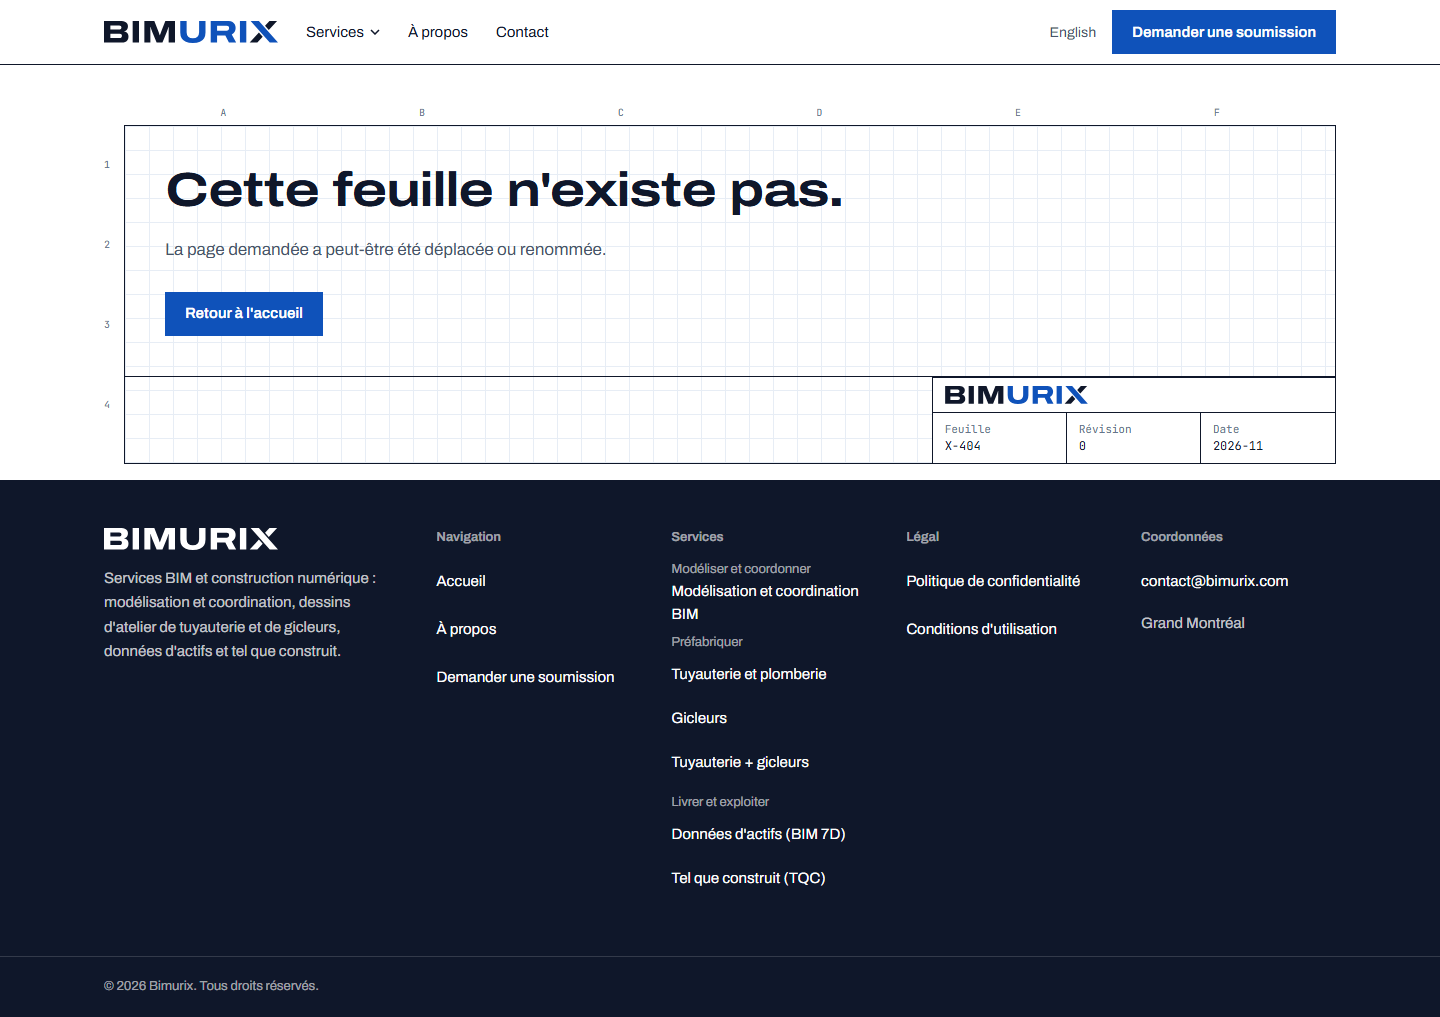 BIMURIX Services À propos Contact English Demander une soumission
A B C D E F
1
Cette feuille n'existe pas.
2
La page demandée a peut-être été déplacée ou renommée.
3
Retour à l'accueil
4
BIMURIX
Feuille Révision Date
X-404 0 2026-11
BIMURIX
Services BIM et construction numérique :
modélisation et coordination, dessins
d'atelier de tuyauterie et de gicleurs,
données d'actifs et tel que construit.
Navigation
Accueil
À propos
Demander une soumission
Services
Modéliser et coordonner
Modélisation et coordination
BIM
Préfabriquer
Tuyauterie et plomberie
Gicleurs
Tuyauterie + gicleurs
Livrer et exploiter
Données d'actifs (BIM 7D)
Tel que construit (TQC)
Légal
Politique de confidentialité
Conditions d'utilisation
Coordonnées
contact@bimurix.com
Grand Montréal
© 2026 Bimurix. Tous droits réservés.